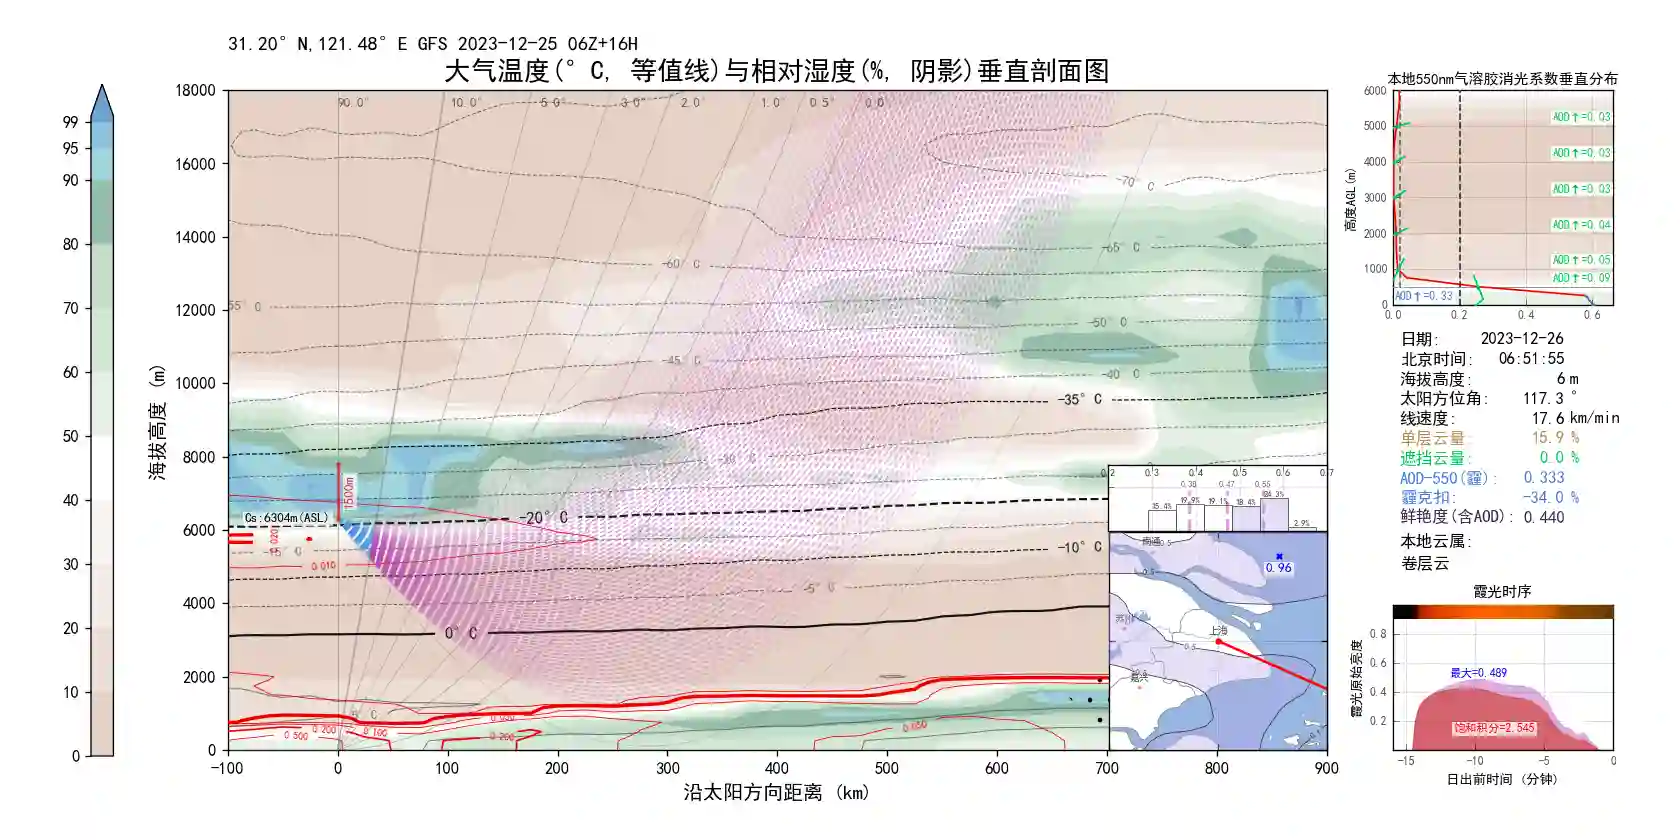 31.20°N,121.48°E GFS 2023-12-25 06Z+16H
大气温度(°C, 等值线)与相对湿度(%, 阴影)垂直剖面图
99
95
90
80
70
60
50
40
30
20
10
0
海拔高度 (m)
18000
16000
14000
12000
10000
8000
6000
4000
2000
0
90.0° 10.0° 5.0° 3.0° 2.0° 1.0° 0.5° 0.0
-70°C
-65°C
-60°C
55°C
-50°C
-45°C
-40°C
-35°C
-30°C
1500m
-20°C
Cs:6304m(ASL)
-15°C
0.020
0.010
-10°C
-5°C
0°C
5°C
0.050
0.200
0.100
0.500
0.200
0.050
-100 0 100 200 300 400 500 600 700 800 900
沿太阳方向距离 (km)
0.2 0.3 0.4 0.5 0.6 0.7
0.38 0.47 0.55
15.4% 19.9% 19.1% 18.4% 24.3% 2.9%
南通
0.96
苏州
上海
嘉兴
本地550nm气溶胶消光系数垂直分布
高度AGL(m)
6000
5000
4000
3000
2000
1000
0
AOD↑=0.03
AOD↑=0.03
AOD↑=0.03
AOD↑=0.04
AOD↑=0.05
AOD↑=0.09
AOD↑=0.33
0.0 0.2 0.4 0.6
日期: 2023-12-26
北京时间: 06:51:55
海拔高度: 6 m
太阳方位角: 117.3 °
线速度: 17.6 km/min
单层云量: 15.9 %
遮挡云量: 0.0 %
AOD-550(霾): 0.333
霾克扣: -34.0 %
鲜艳度(含AOD): 0.440
本地云属:
卷层云
霞光时序
霞光原始亮度
0.8
0.6
0.4
0.2
最大=0.489
饱和积分=2.545
-15 -10 -5 0
日出前时间 (分钟)